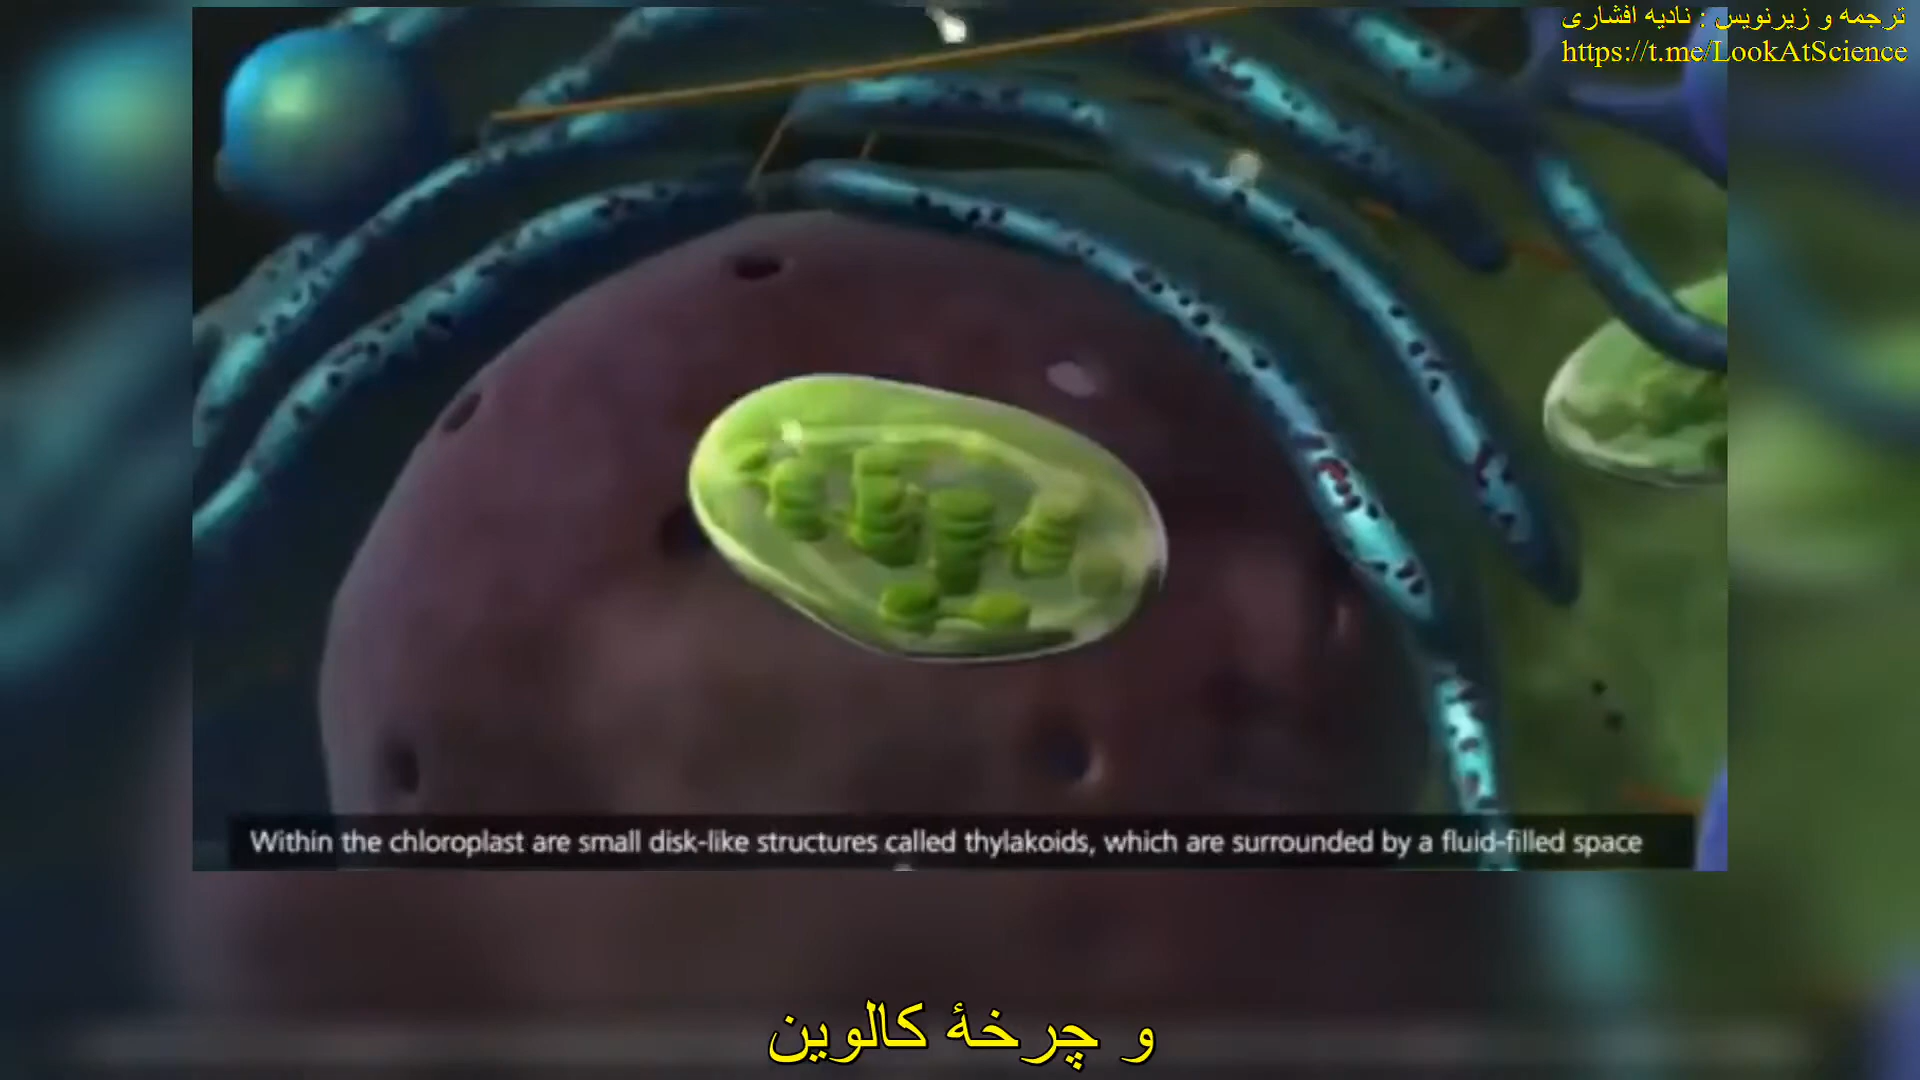 ترجمه و زیرنویس : نادیه افشاری
https://t.me/LookAtScience
Within the chloroplast are small disk-like structures called thylakoids, which are surrounded by a fluid-filled space
و چرخهٔ کالوین